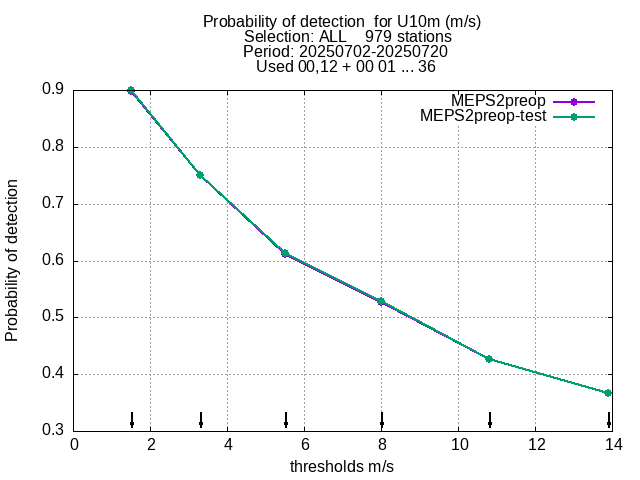 Probability of detection  for U10m (m/s)
Selection: ALL    979 stations
Period: 20250702-20250720
Used 00,12 + 00 01 ... 36
MEPS2preop
MEPS2preop-test
Probability of detection
0.9
0.8
0.7
0.6
0.5
0.4
0.3
0 2 4 6 8 10 12 14
thresholds m/s